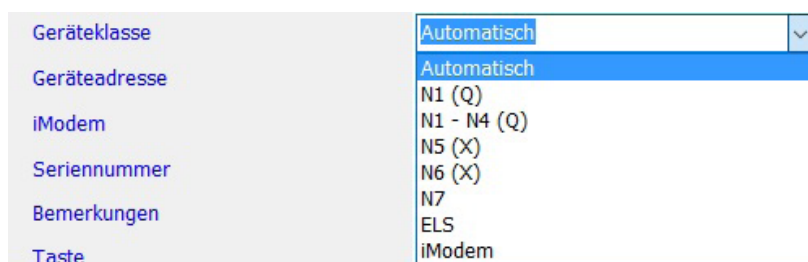 Geräteklasse
Automatisch
Geräteadresse
iModem
Seriennummer
Bemerkungen
Taste
Automatisch
N1 (Q)
N1 - N4 (Q)
N5 (X)
N6 (X)
N7
ELS
iModem